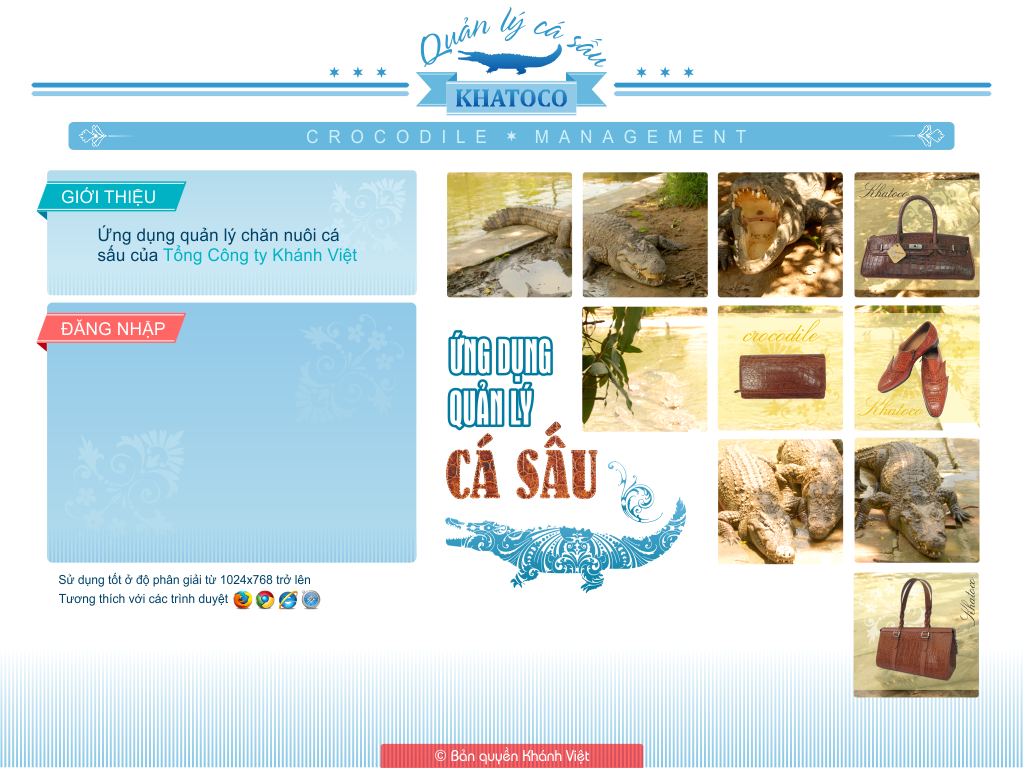 Quản lý cá sấu
KHATOCO
CROCODILE ✶ MANAGEMENT
GIỚI THIỆU
Ứng dụng quản lý chăn nuôi cá
sấu của Tổng Công ty Khánh Việt
ĐĂNG NHẬP
Khatoco
crocodile
Khatoco
ỨNG DỤNG
QUẢN LÝ
CÁ SẤU
Khatoco
Sử dụng tốt ở độ phân giải từ 1024x768 trở lên
Tương thích với các trình duyệt
© Bản quyền Khánh Việt